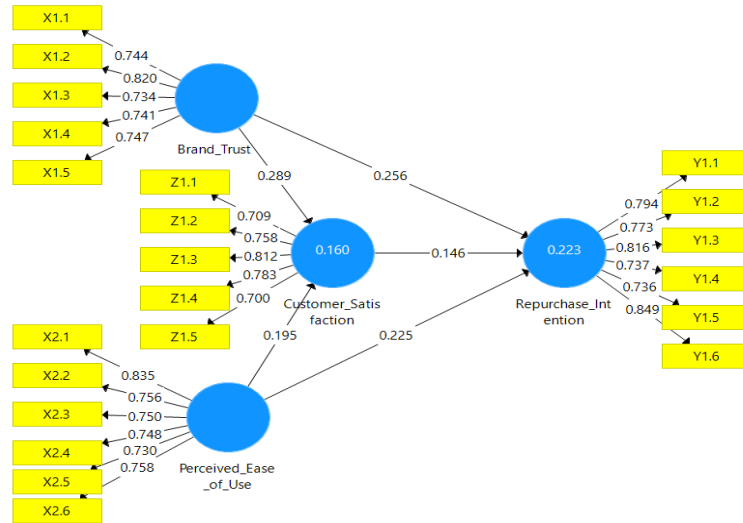 X1.1
X1.2
X1.3
X1.4
X1.5
0.744
0.820
0.734
0.741
0.747
Brand_Trust
0.289
0.256
Z1.1
Z1.2
Z1.3
Z1.4
Z1.5
0.709
0.758
0.812
0.783
0.700
0.160
Customer_Satis
faction
0.146
0.223
Repurchase_Int
ention
0.794
0.773
0.816
0.737
0.736
0.849
Y1.1
Y1.2
Y1.3
Y1.4
Y1.5
Y1.6
0.195
0.225
X2.1
X2.2
X2.3
X2.4
X2.5
X2.6
0.835
0.756
0.750
0.748
0.730
0.758
Perceived_Ease
_of_Use